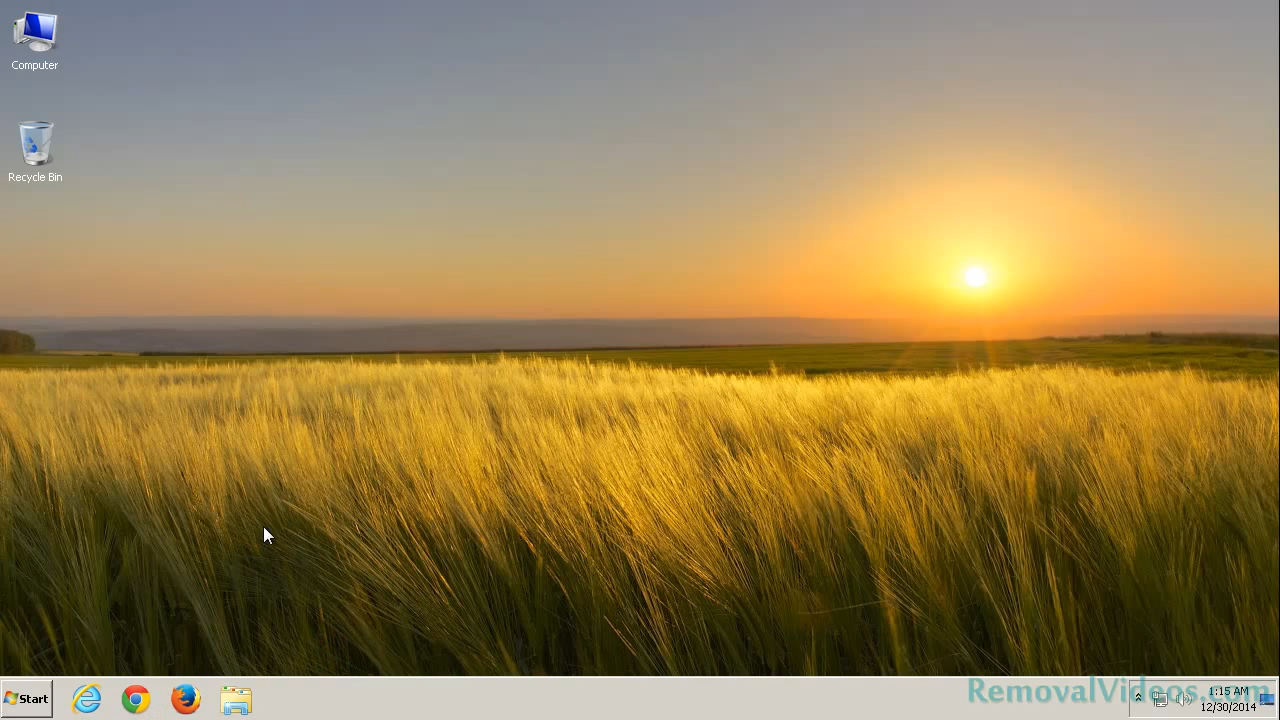 Computer
Recycle Bin
Start
RemovalVideos.com
1:15 AM
12/30/2014